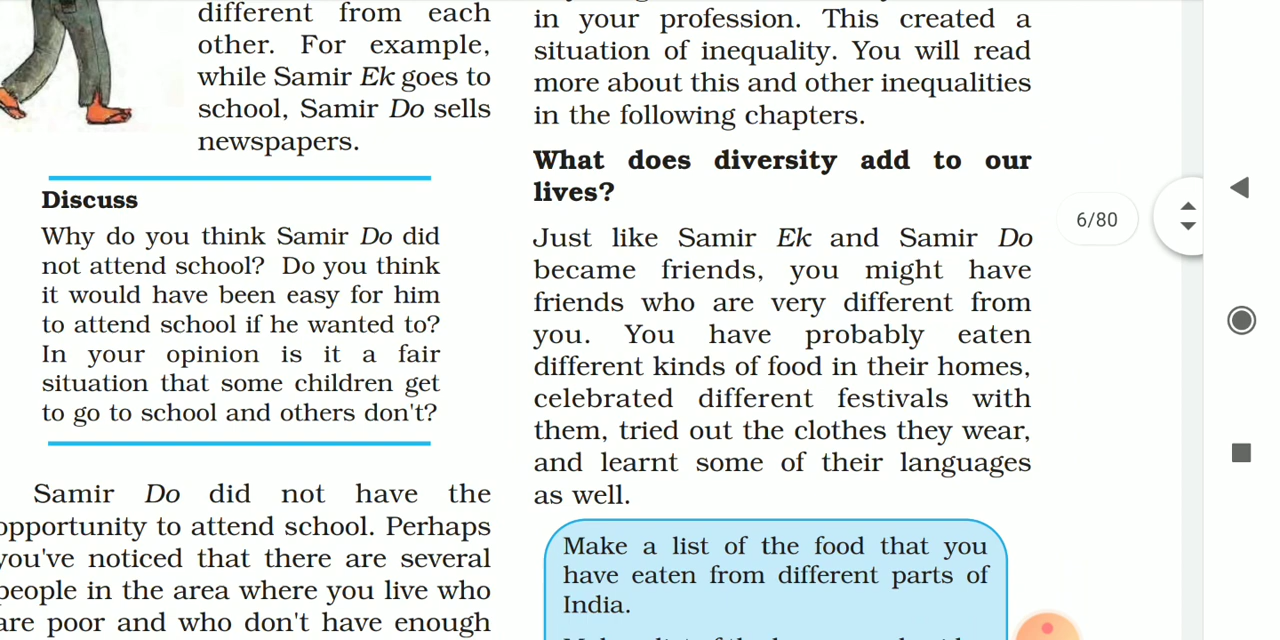 different from each
other. For example,
while Samir Ek goes to
school, Samir Do sells
newspapers.
Discuss
Why do you think Samir Do did
not attend school? Do you think
it would have been easy for him
to attend school if he wanted to?
In your opinion is it a fair
situation that some children get
to go to school and others don't?
Samir Do did not have the
opportunity to attend school. Perhaps
you've noticed that there are several
people in the area where you live who
are poor and who don't have enough
in your profession. This created a
situation of inequality. You will read
more about this and other inequalities
in the following chapters.
What does diversity add to our
lives?
Just like Samir Ek and Samir Do
became friends, you might have
friends who are very different from
you. You have probably eaten
different kinds of food in their homes,
celebrated different festivals with
them, tried out the clothes they wear,
and learnt some of their languages
as well.
Make a list of the food that you
have eaten from different parts of
India.
6/80